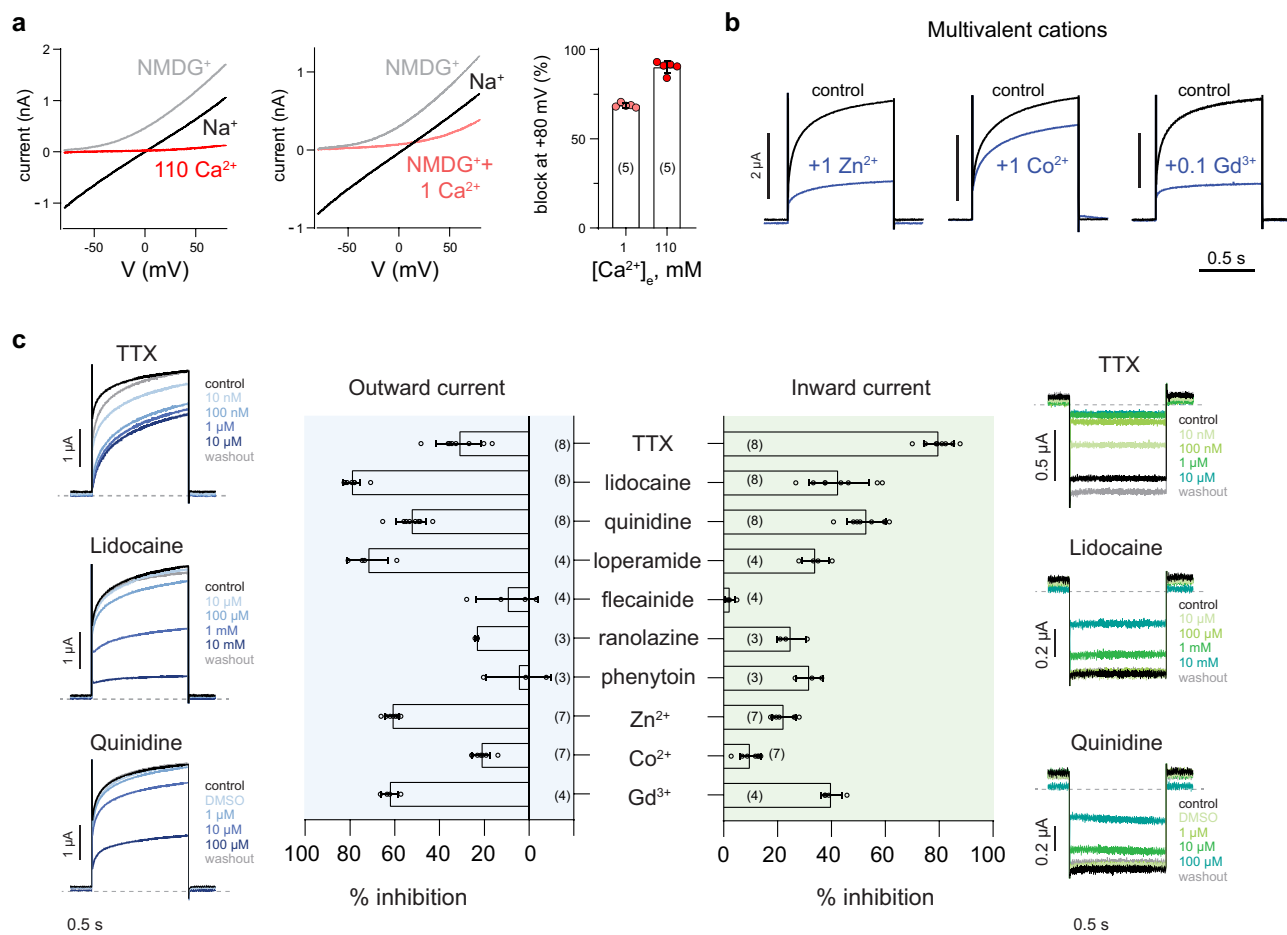 a
2
1
0
-1
current (nA)
NMDG⁺
Na⁺
110 Ca²⁺
-50
0
50
V (mV)
1
0
-1
current (nA)
NMDG⁺
Na⁺
NMDG⁺+
1 Ca²⁺
-50
0
50
V (mV)
100
50
0
block at +80 mV (%)
(5)
(5)
1
110
[Ca²⁺]ₑ, mM
b
Multivalent cations
control
2 µA
+1 Zn²⁺
control
+1 Co²⁺
control
+0.1 Gd³⁺
0.5 s
c
TTX
control
10 nM
100 nM
1 µM
10 µM
washout
1 µA
Lidocaine
control
10 µM
100 µM
1 mM
10 mM
washout
1 µA
Quinidine
control
DMSO
1 µM
10 µM
100 µM
washout
1 µA
0.5 s
Outward current
Inward current
(8) TTX (8)
(8) lidocaine (8)
(8) quinidine (8)
(4) loperamide (4)
(4) flecainide (4)
(3) ranolazine (3)
(3) phenytoin (3)
(7) Zn²⁺ (7)
(7) Co²⁺ (7)
(4) Gd³⁺ (4)
100 80 60 40 20 0
% inhibition
0 20 40 60 80 100
% inhibition
TTX
control
10 nM
100 nM
1 µM
10 µM
washout
0.5 µA
Lidocaine
control
10 µM
100 µM
1 mM
10 mM
washout
0.2 µA
Quinidine
control
DMSO
1 µM
10 µM
100 µM
washout
0.2 µA
0.5 s